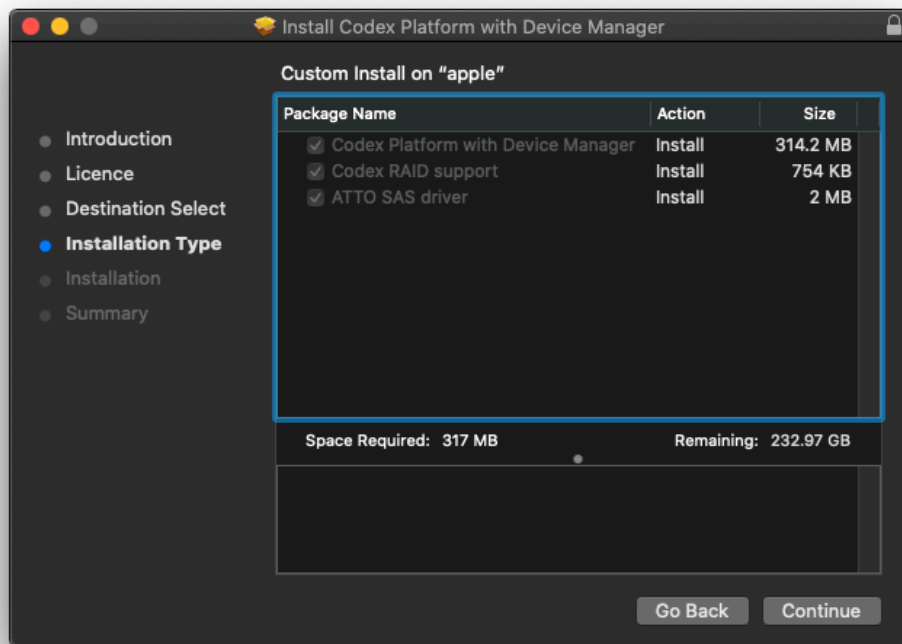 Install Codex Platform with Device Manager
Custom Install on “apple”
Introduction
Licence
Destination Select
Installation Type
Installation
Summary
Package Name Action Size
Codex Platform with Device Manager Install 314.2 MB
Codex RAID support Install 754 KB
ATTO SAS driver Install 2 MB
Space Required: 317 MB Remaining: 232.97 GB
Go Back Continue